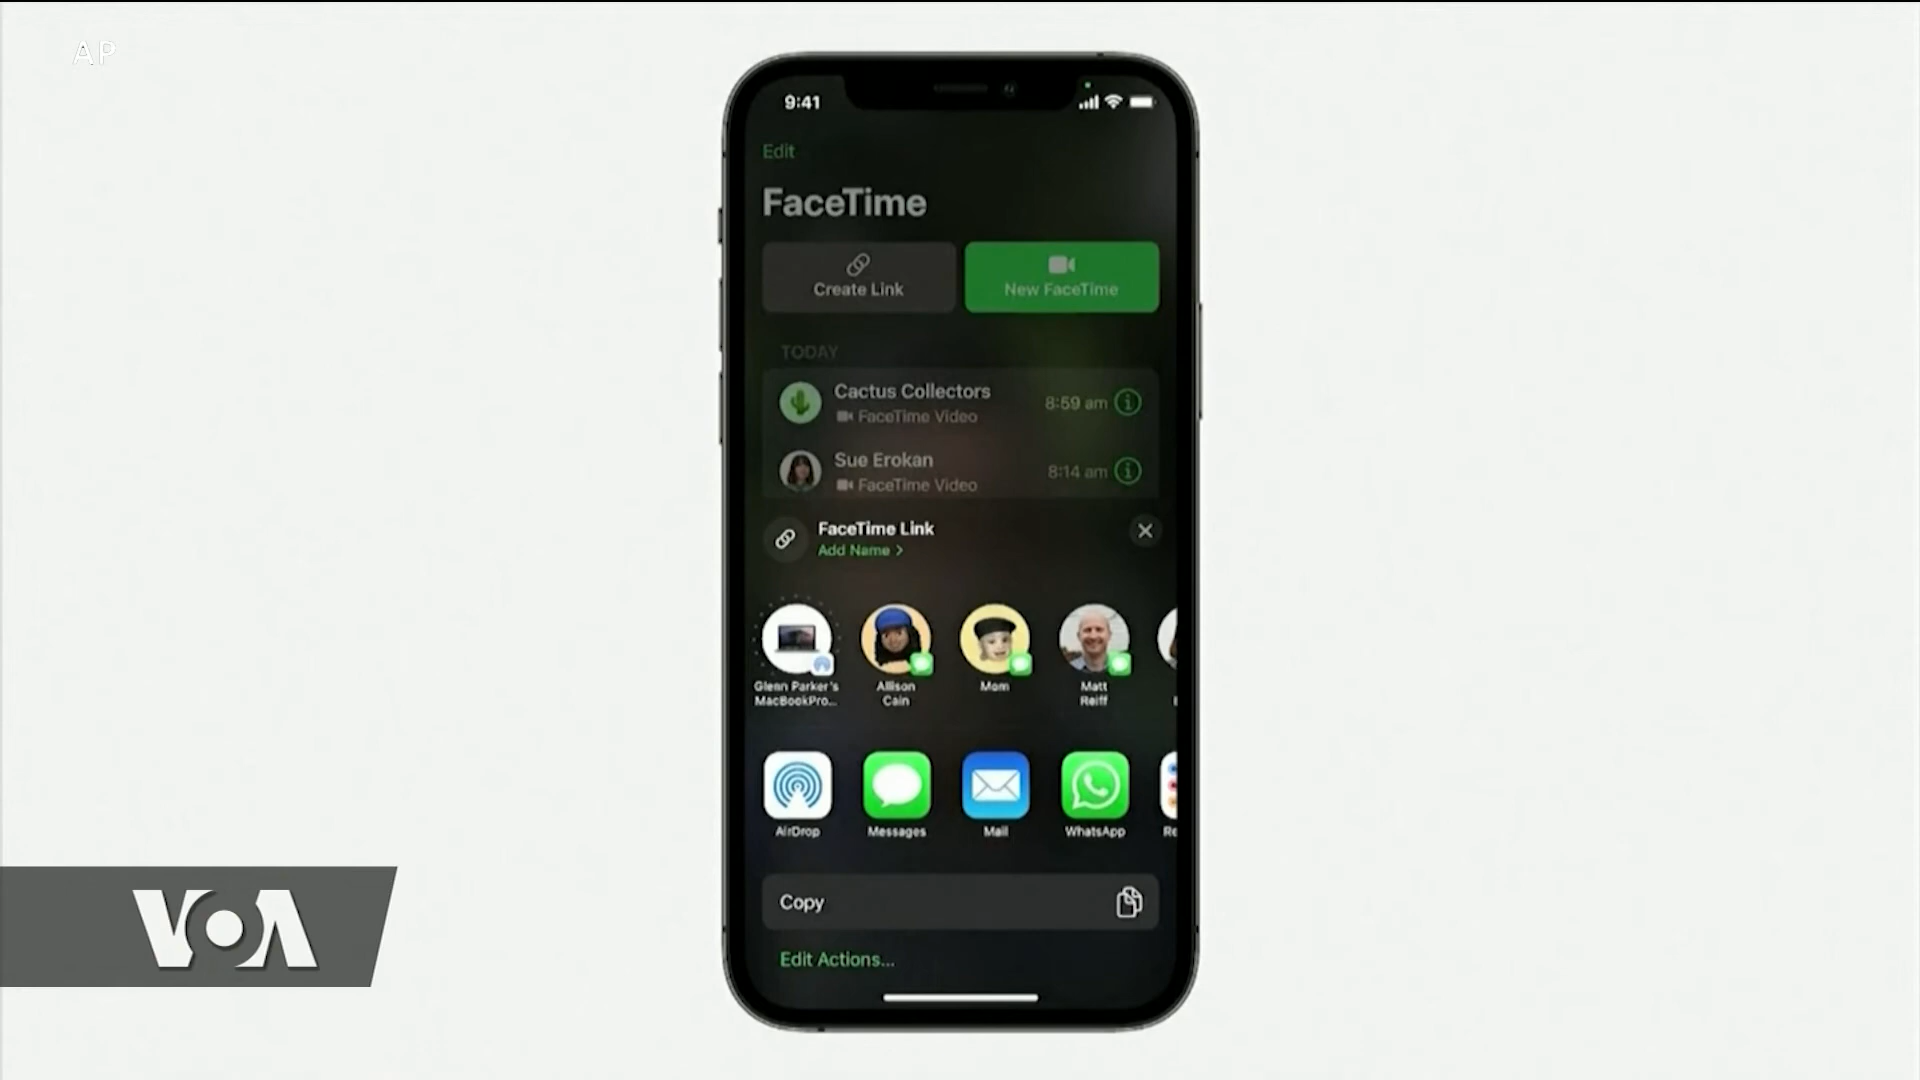 AP
9:41
Edit
FaceTime
Create Link
New FaceTime
TODAY
Cactus Collectors
FaceTime Video
8:59 am
Sue Erokan
FaceTime Video
8:14 am
FaceTime Link
Add Name >
Glenn Parker's
MacBookPro...
Allison
Cain
Mom
Matt
Reiff
AirDrop
Messages
Mail
WhatsApp
Re
Copy
Edit Actions...
VOA